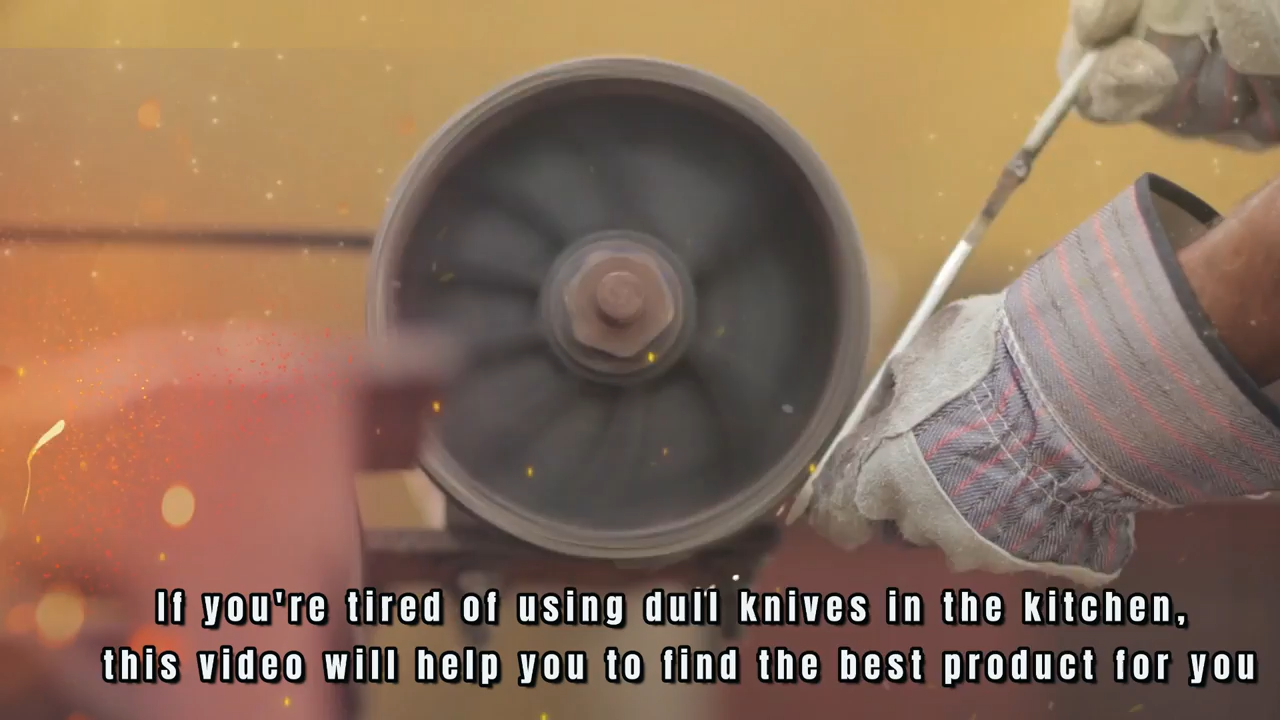 If you're tired of using dull knives in the kitchen,
this video will help you to find the best product for you